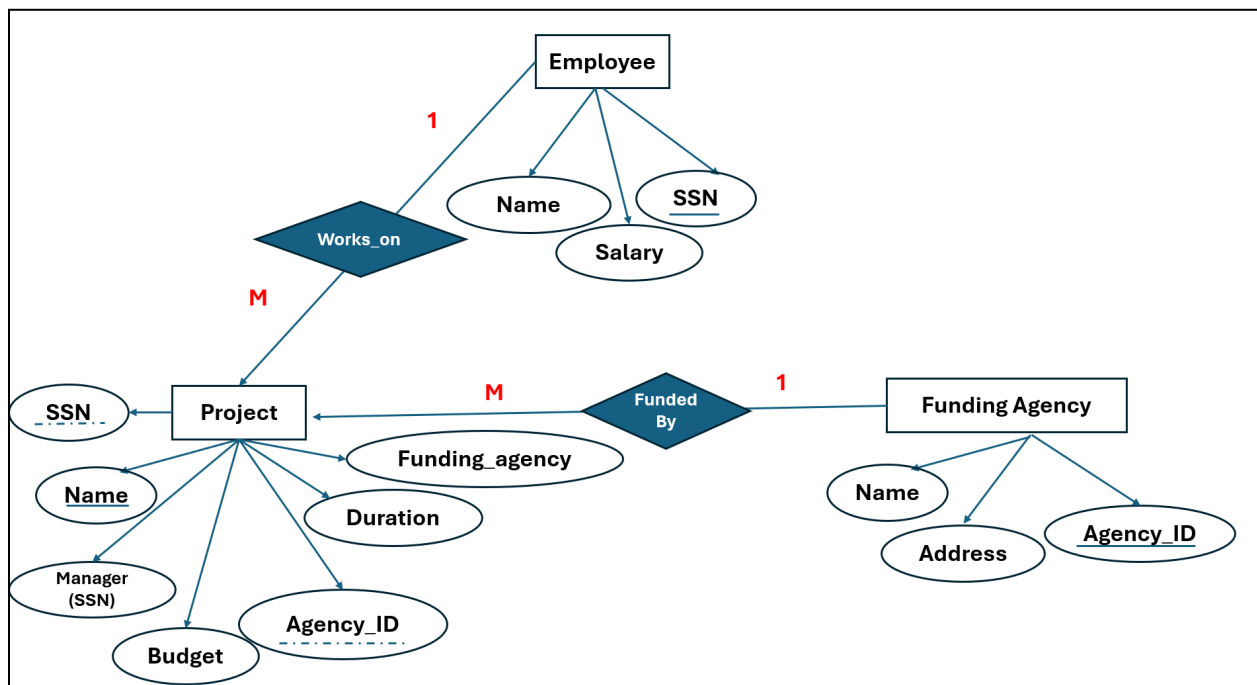 Employee
1
Name
SSN
Salary
Works_on
M
SSN
Project
M
Funded
By
1
Funding Agency
Funding_agency
Name
Duration
Name
Address
Agency_ID
Manager
(SSN)
Budget
Agency_ID